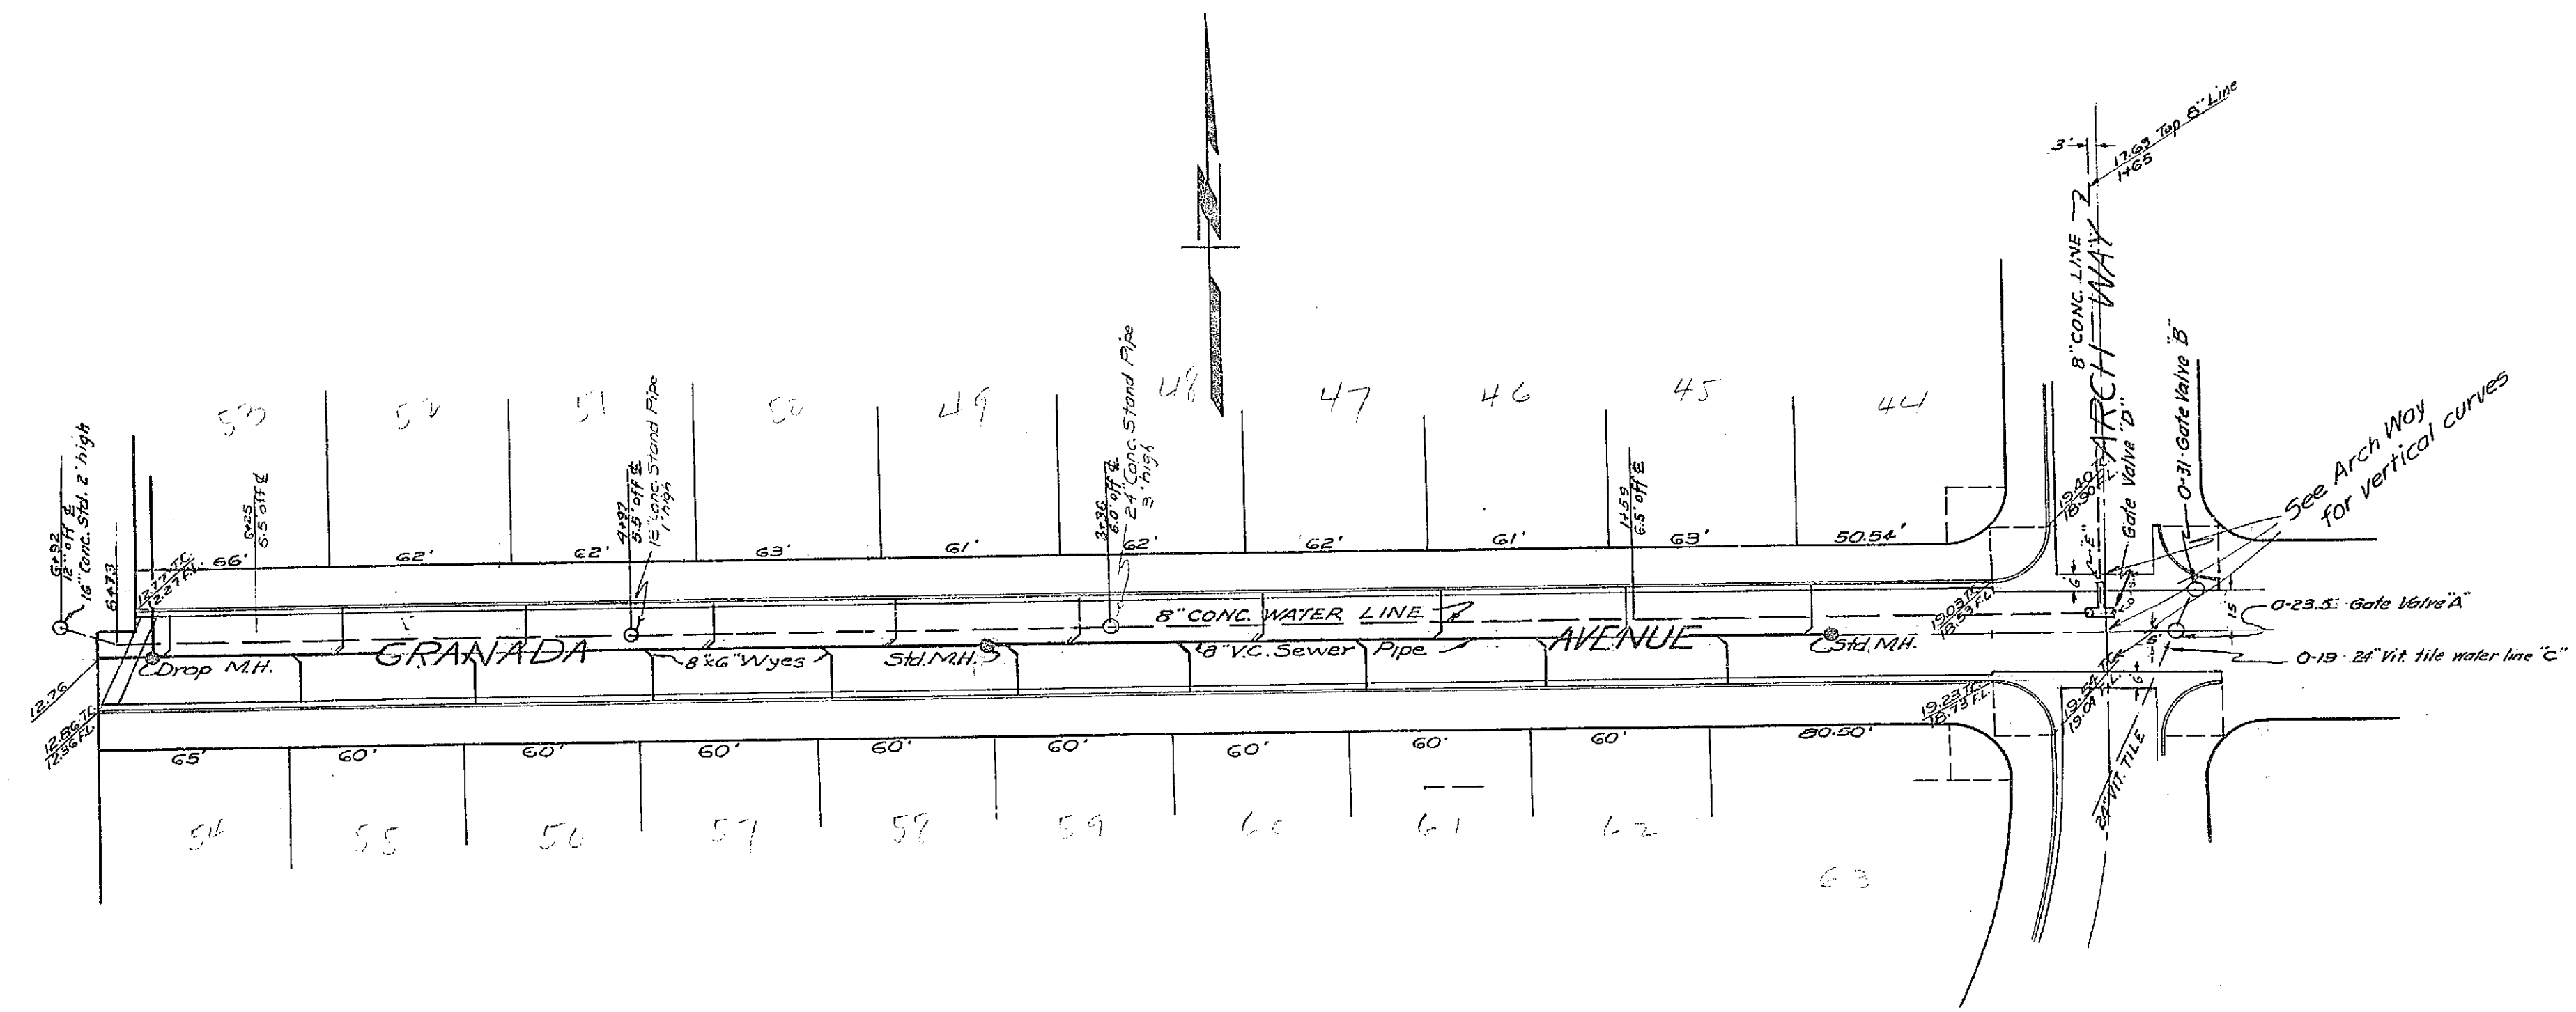 N
3'
17.69 Top 8" Line
1+65
8" CONC. LINE
ARCH WAY
0-31-Gate Valve "B"
Gate Valve "D"
19.40
18.90 F.L.
"E"
See Arch Way
for vertical curves
53
52
51
50
49
48
47
46
45
44
6+92
12" off ℄
16" Conc. Std. 2' high
6+73
12.77 T.C.
12.27 F.L.
6+25
5.5' off ℄
4+97
5.5' off ℄
Conc. Stand Pipe
1' high
3+36
6.0' off ℄
24" Conc. Stand Pipe
3' high
1+59
6.5' off ℄
66'
62'
62'
63'
61'
62'
62'
61'
63'
50.54'
8" CONC. WATER LINE
19.03 T.C.
18.53 F.L.
6'
15
0-23.5 Gate Valve "A"
GRANADA
AVENUE
Drop M.H.
8"x6" Wyes
Std. M.H.
8" V.C. Sewer Pipe
Std. M.H.
5'
0-19 24" Vit. tile water line "C"
12.76
12.86 T.C.
12.36 F.L.
19.23 T.C.
18.73 F.L.
19.54 T.C.
19.04 F.L.
6'
24" VIT. TILE
65'
60'
60'
60'
60'
60'
60'
60'
60'
80.50'
54
55
56
57
58
59
60
61
62
63